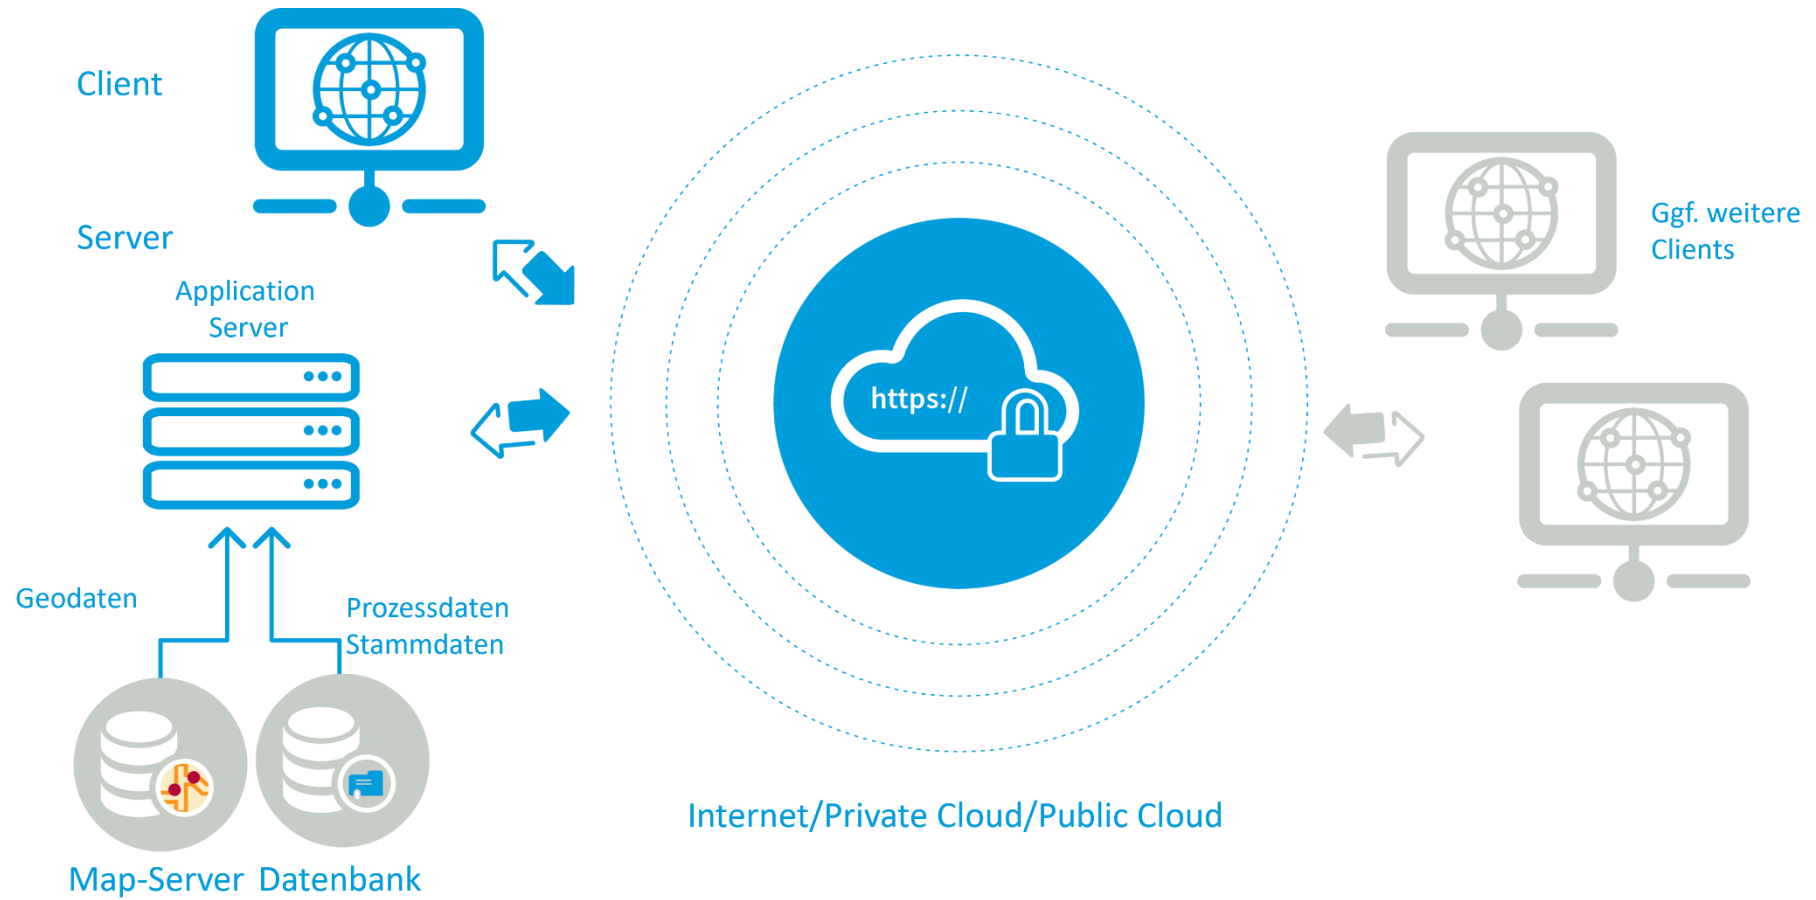 Client
Server
Application
Server
Geodaten
Prozessdaten
Stammdaten
Map-Server
Datenbank
https://
Internet/Private Cloud/Public Cloud
Ggf. weitere
Clients